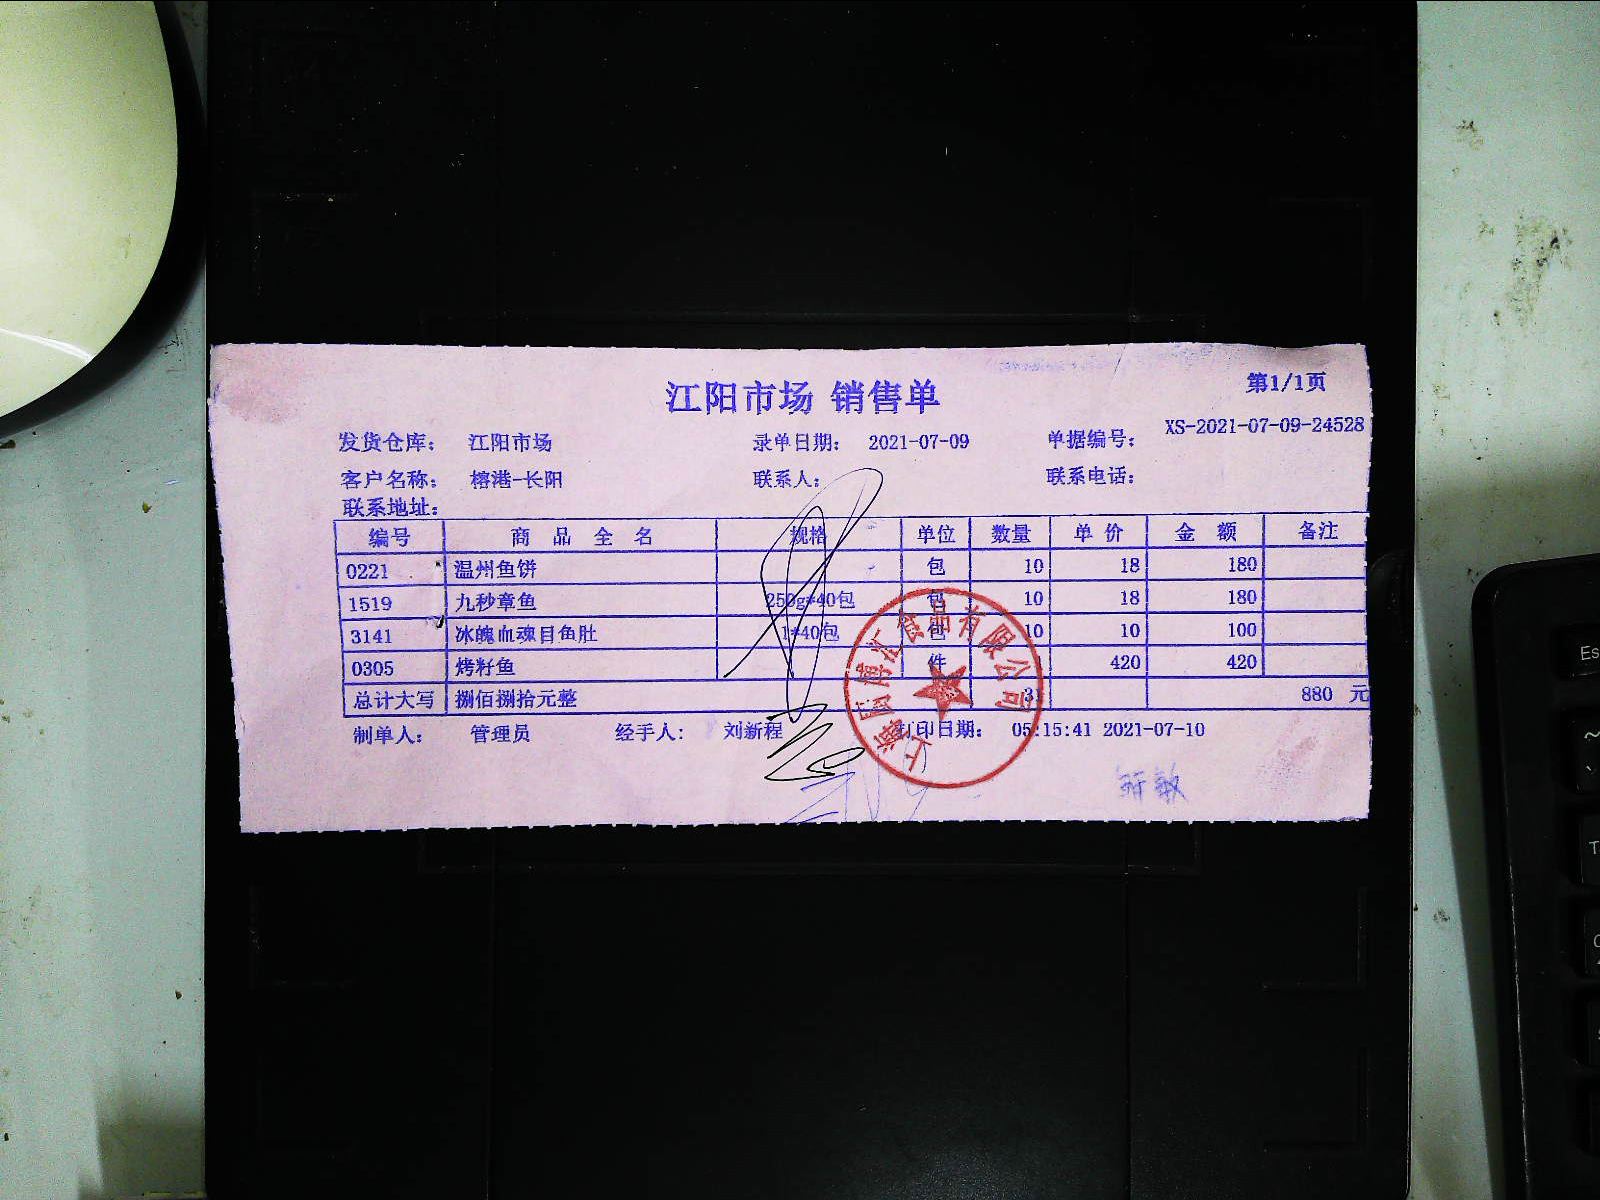 江阳市场 销售单
第1/1页
发货仓库: 江阳市场 录单日期: 2021-07-09 单据编号: XS-2021-07-09-24528
客户名称: 榕港-长阳 联系人: 联系电话:
联系地址:
编号 商品全名 规格 单位 数量 单价 金额 备注
0221 温州鱼饼 包 10 18 180
1519 九秒章鱼 250g*40包 包 10 18 180
3141 冰魄血魂目鱼肚 1*40包 包 10 10 100
0305 烤籽鱼 件 420 420
总计大写 捌佰捌拾元整 31 880 元
制单人: 管理员 经手人: 刘新程 打印日期: 05:15:41 2021-07-10
Es